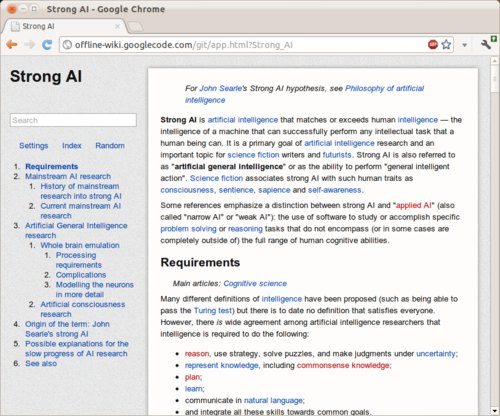 Strong AI - Google Chrome
Strong AI
offline-wiki.googlecode.com/git/app.html?Strong_AI
Strong AI
Search
Settings Index Random
1. Requirements
2. Mainstream AI research
1. History of mainstream
research into strong AI
2. Current mainstream AI
research
3. Artificial General Intelligence
research
1. Whole brain emulation
1. Processing
requirements
2. Complications
3. Modelling the neurons
in more detail
2. Artificial consciousness
research
4. Origin of the term: John
Searle's strong AI
5. Possible explanations for the
slow progress of AI research
6. See also
For John Searle's Strong AI hypothesis, see Philosophy of artificial
intelligence
Strong AI is artificial intelligence that matches or exceeds human intelligence — the
intelligence of a machine that can successfully perform any intellectual task that a
human being can. It is a primary goal of artificial intelligence research and an
important topic for science fiction writers and futurists. Strong AI is also referred to
as "artificial general intelligence" or as the ability to perform "general intelligent
action". Science fiction associates strong AI with such human traits as
consciousness, sentience, sapience and self-awareness.
Some references emphasize a distinction between strong AI and "applied AI" (also
called "narrow AI" or "weak AI"): the use of software to study or accomplish specific
problem solving or reasoning tasks that do not encompass (or in some cases are
completely outside of) the full range of human cognitive abilities.
Requirements
Main articles: Cognitive science
Many different definitions of intelligence have been proposed (such as being able to
pass the Turing test) but there is to date no definition that satisfies everyone.
However, there is wide agreement among artificial intelligence researchers that
intelligence is required to do the following:
• reason, use strategy, solve puzzles, and make judgments under uncertainty;
• represent knowledge, including commonsense knowledge;
• plan;
• learn;
• communicate in natural language;
• and integrate all these skills towards common goals.